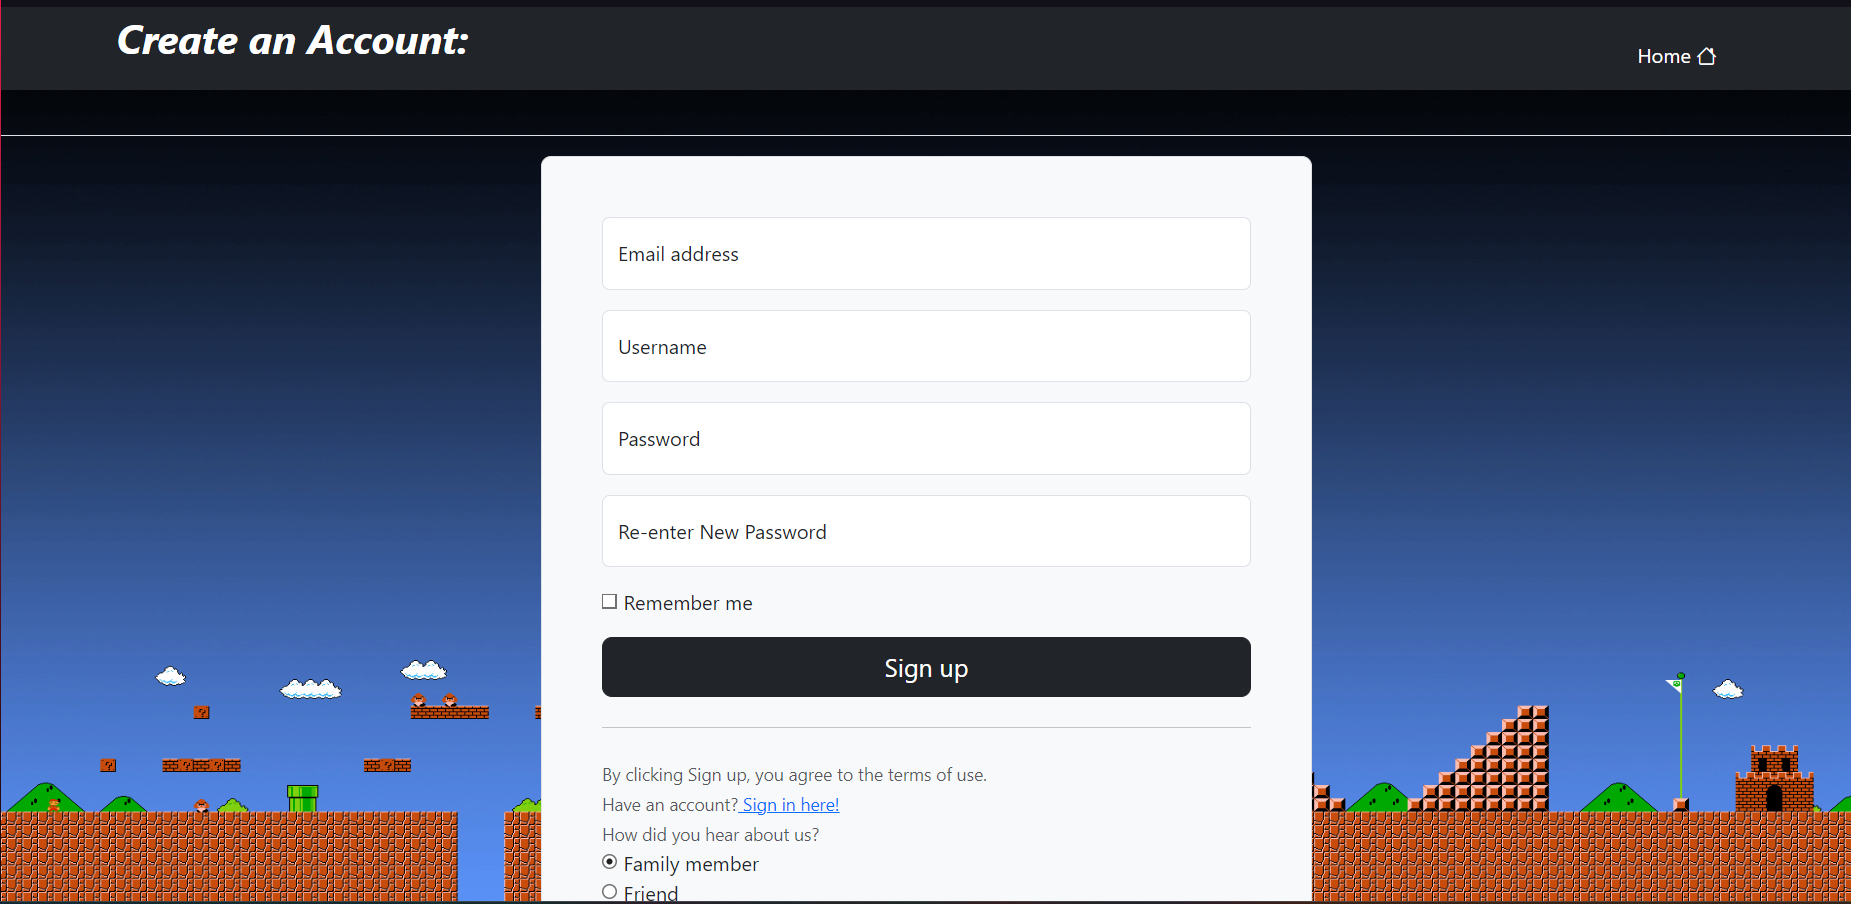 Create an Account:
Home
Email address
Username
Password
Re-enter New Password
Remember me
Sign up
By clicking Sign up, you agree to the terms of use.
Have an account? Sign in here!
How did you hear about us?
Family member
Friend